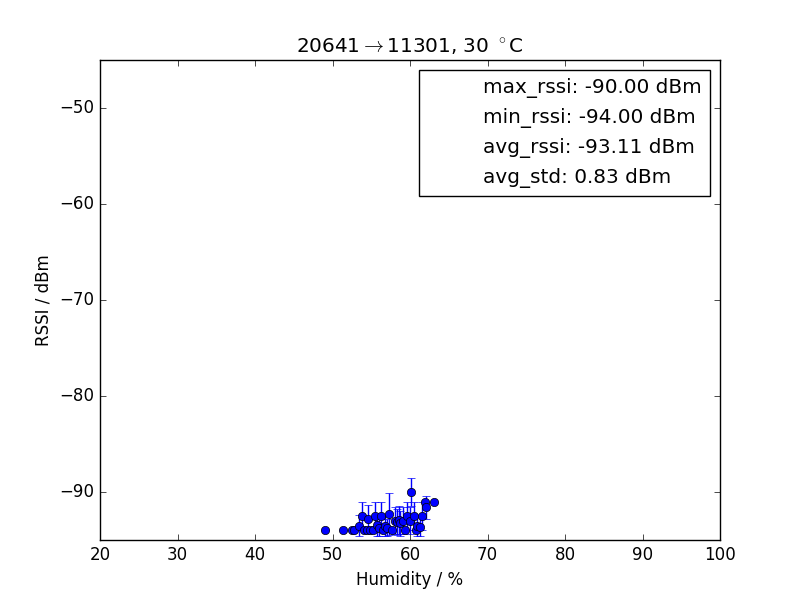 20641→11301, 30 °C
max_rssi: -90.00 dBm
min_rssi: -94.00 dBm
avg_rssi: -93.11 dBm
avg_std: 0.83 dBm
RSSI / dBm
−50
−60
−70
−80
−90
20 30 40 50 60 70 80 90 100
Humidity / %